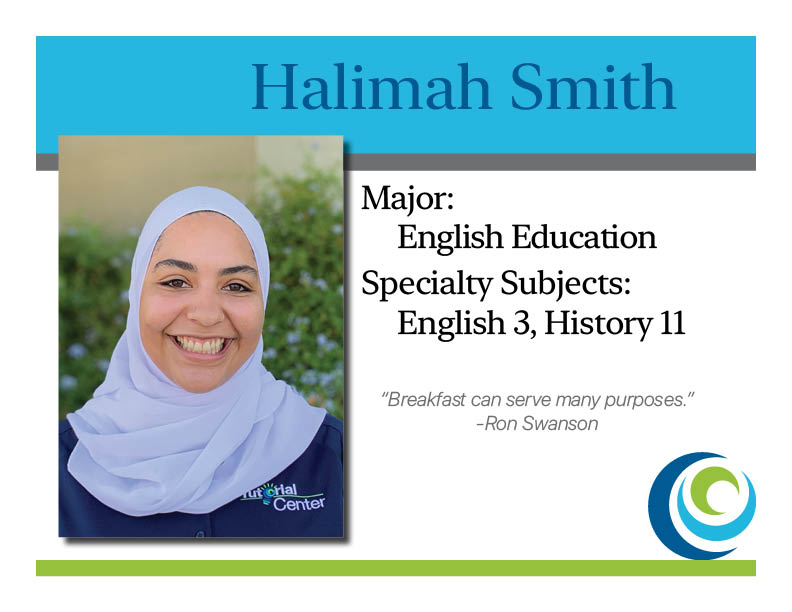 Halimah Smith
Major:
English Education
Specialty Subjects:
English 3, History 11
“Breakfast can serve many purposes.”
-Ron Swanson
Tutorial
Center